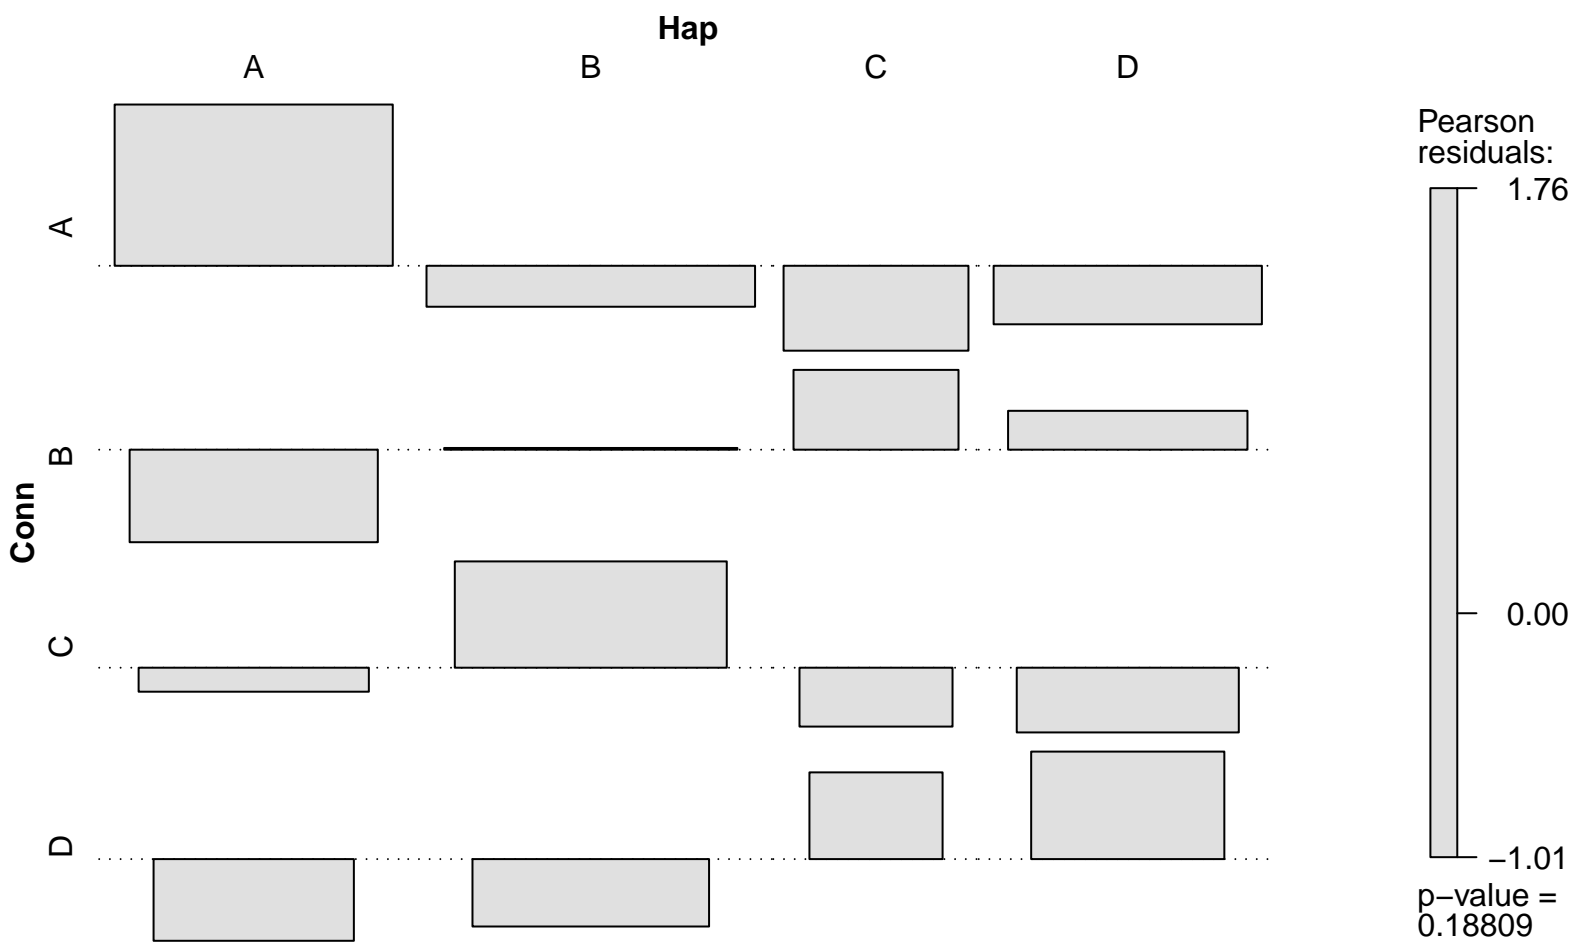 Hap
A B C D
Conn
A
B
C
D
Pearson
residuals:
1.76
0.00
−1.01
p−value =
0.18809